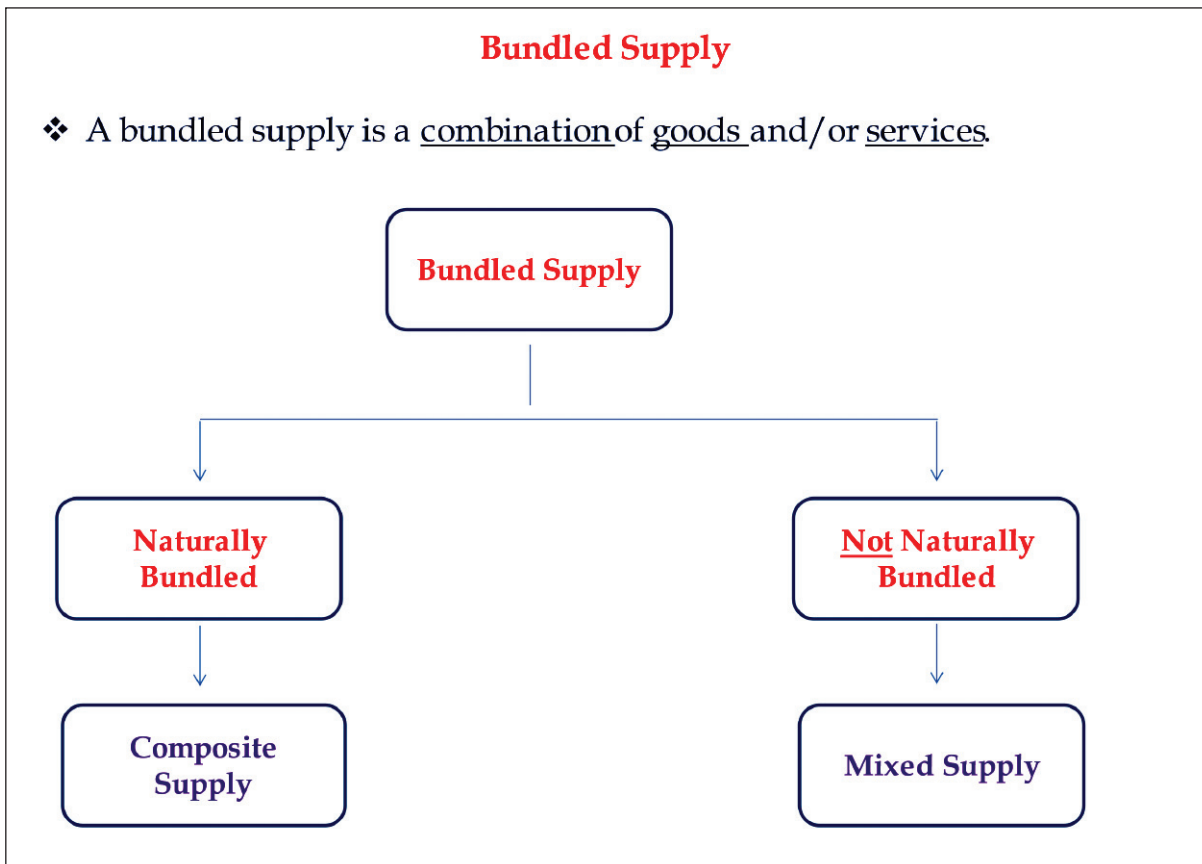 Bundled Supply
❖ A bundled supply is a combination of goods and/or services.
Bundled Supply
Naturally
Bundled
Not Naturally
Bundled
Composite
Supply
Mixed Supply